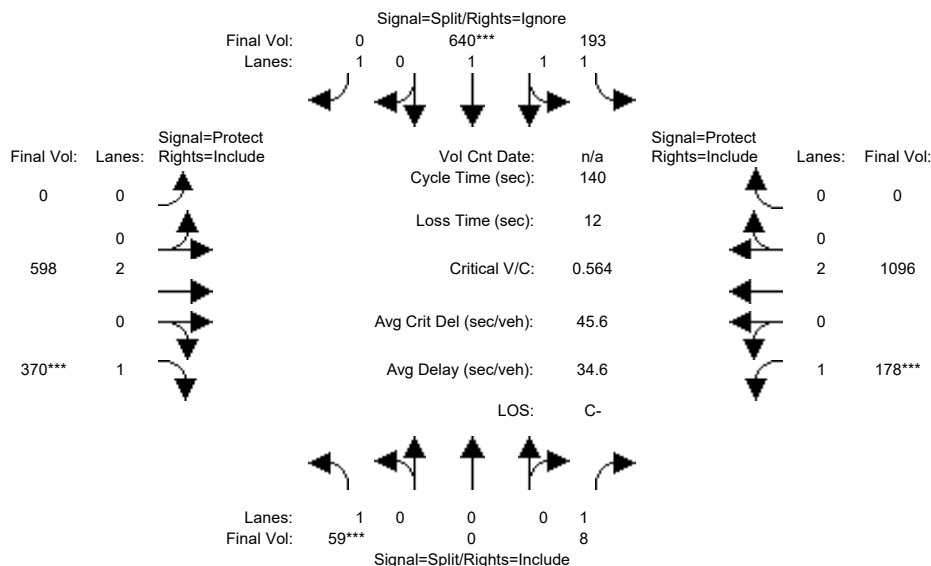 Signal=Split/Rights=Ignore
Final Vol: 0 640*** 193
Lanes: 1 0 1 1 1
Signal=Protect Signal=Protect
Final Vol: Lanes: Rights=Include Vol Cnt Date: n/a Rights=Include Lanes: Final Vol:
Cycle Time (sec): 140
0 0 0 0
Loss Time (sec): 12
0 0
598 2 Critical V/C: 0.564 2 1096
0 Avg Crit Del (sec/veh): 45.6 0
370*** 1 Avg Delay (sec/veh): 34.6 1 178***
LOS: C-
Lanes: 1 0 0 0 1
Final Vol: 59*** 0 8
Signal=Split/Rights=Include